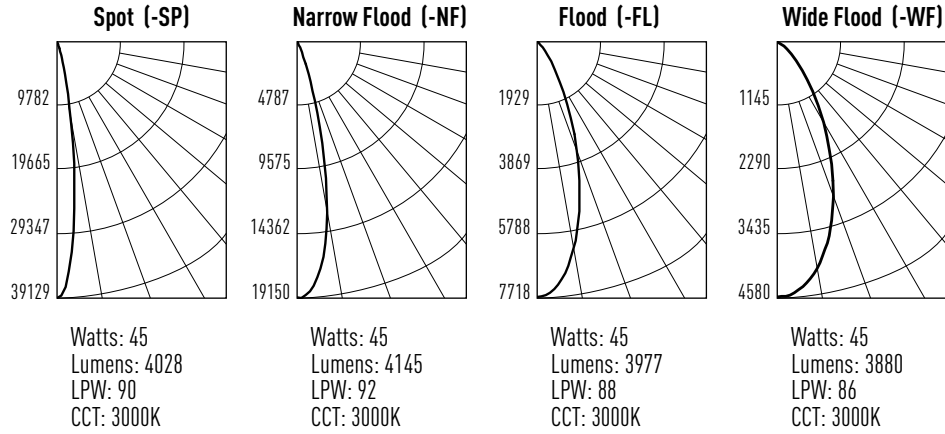 Spot (-SP)
9782
19665
29347
39129
Watts: 45
Lumens: 4028
LPW: 90
CCT: 3000K
Narrow Flood (-NF)
4787
9575
14362
19150
Watts: 45
Lumens: 4145
LPW: 92
CCT: 3000K
Flood (-FL)
1929
3869
5788
7718
Watts: 45
Lumens: 3977
LPW: 88
CCT: 3000K
Wide Flood (-WF)
1145
2290
3435
4580
Watts: 45
Lumens: 3880
LPW: 86
CCT: 3000K